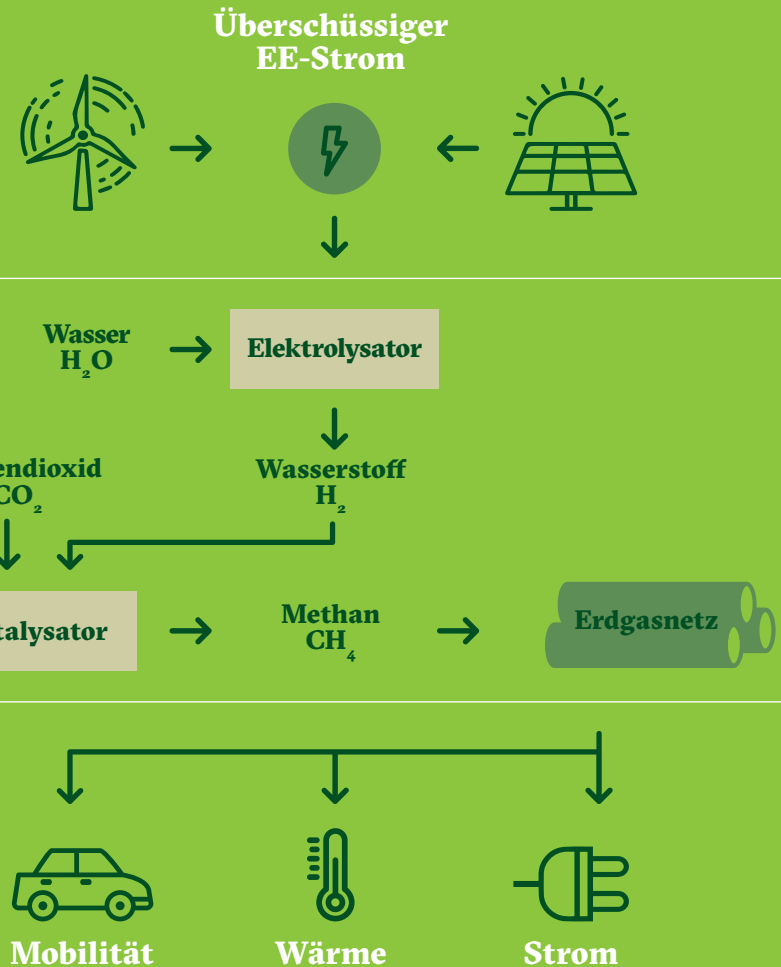 Überschüssiger
EE-Strom
Wasser
H₂O
Elektrolysator
endioxid
CO₂
Wasserstoff
H₂
talysator
Methan
CH₄
Erdgasnetz
Mobilität
Wärme
Strom